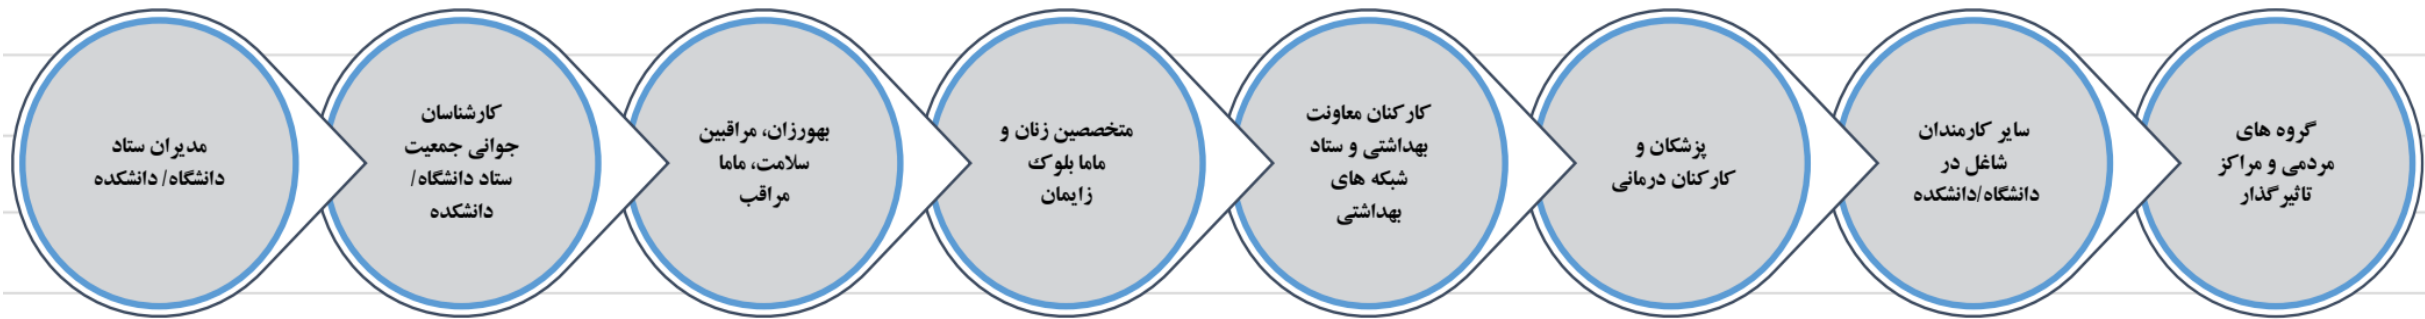 مدیران ستاد
دانشگاه/ دانشکده
کارشناسان
جوانی جمعیت
ستاد دانشگاه/
دانشکده
بهورزان، مراقبین
سلامت، ماما
مراقب
متخصصین زنان و
ماما بلوک
زایمان
کارکنان معاونت
بهداشتی و ستاد
شبکه های
بهداشتی
پزشکان و
کارکنان درمانی
سایر کارمندان
شاغل در
دانشگاه/دانشکده
گروه های
مردمی و مراکز
تاثیرگذار